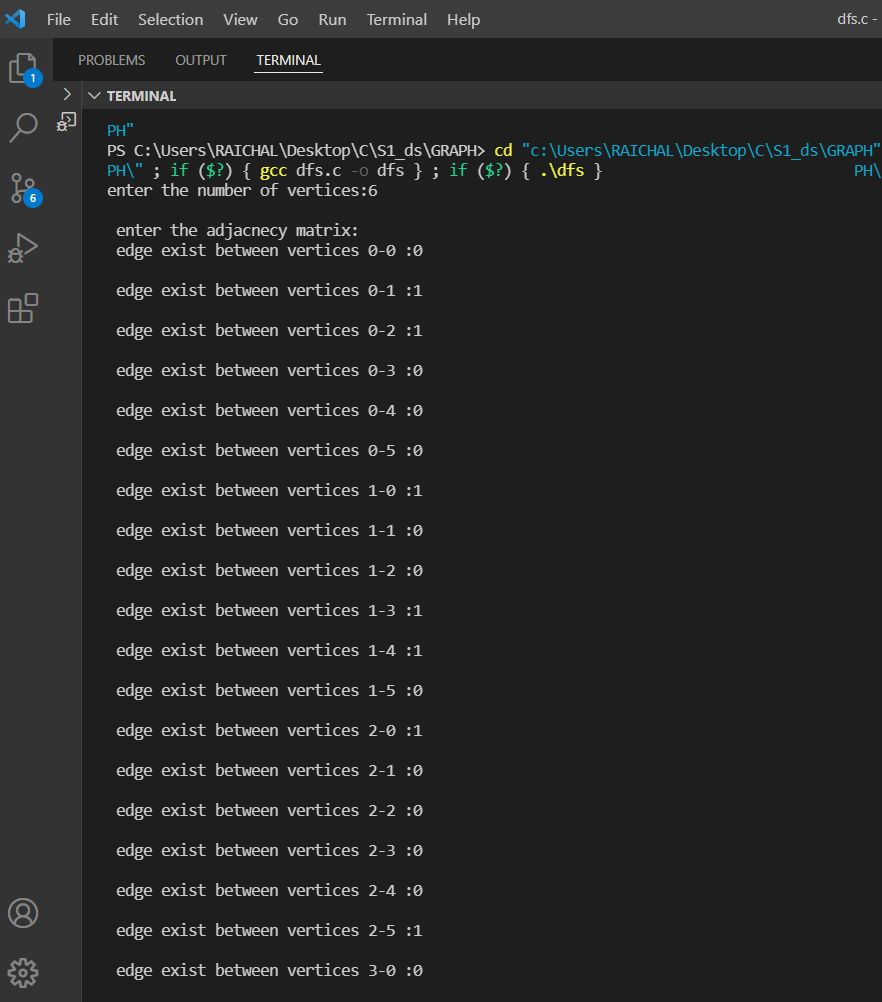 File Edit Selection View Go Run Terminal Help dfs.c -
PROBLEMS OUTPUT TERMINAL
1
TERMINAL
PH"
PS C:\Users\RAICHAL\Desktop\C\S1_ds\GRAPH> cd "c:\Users\RAICHAL\Desktop\C\S1_ds\GRAPH"
PH\" ; if ($?) { gcc dfs.c -o dfs } ; if ($?) { .\dfs } PH\
enter the number of vertices:6
6
enter the adjacnecy matrix:
edge exist between vertices 0-0 :0
edge exist between vertices 0-1 :1
edge exist between vertices 0-2 :1
edge exist between vertices 0-3 :0
edge exist between vertices 0-4 :0
edge exist between vertices 0-5 :0
edge exist between vertices 1-0 :1
edge exist between vertices 1-1 :0
edge exist between vertices 1-2 :0
edge exist between vertices 1-3 :1
edge exist between vertices 1-4 :1
edge exist between vertices 1-5 :0
edge exist between vertices 2-0 :1
edge exist between vertices 2-1 :0
edge exist between vertices 2-2 :0
edge exist between vertices 2-3 :0
edge exist between vertices 2-4 :0
edge exist between vertices 2-5 :1
edge exist between vertices 3-0 :0